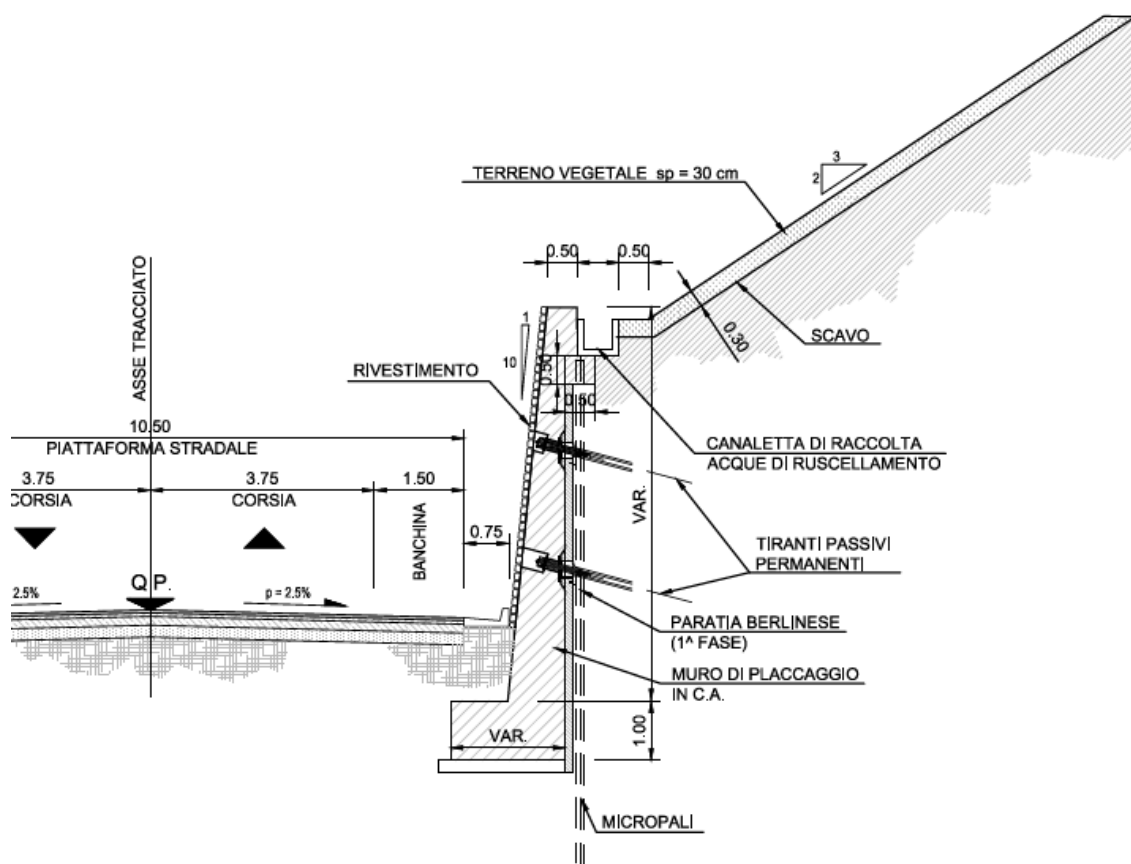 3
2
TERRENO VEGETALE sp = 30 cm
0.50
0.50
ASSE TRACCIATO
1
10
0.30
SCAVO
RIVESTIMENTO
0.50
0.50
10.50
PIATTAFORMA STRADALE
CANALETTA DI RACCOLTA
ACQUE DI RUSCELLAMENTO
3.75
3.75
1.50
CORSIA
CORSIA
BANCHINA
0.75
VAR.
TIRANTI PASSIVI
PERMANENTI
Q.P.
2.5%
p = 2.5%
PARATIA BERLINESE
(1^ FASE)
MURO DI PLACCAGGIO
IN C.A.
VAR.
1.00
MICROPALI